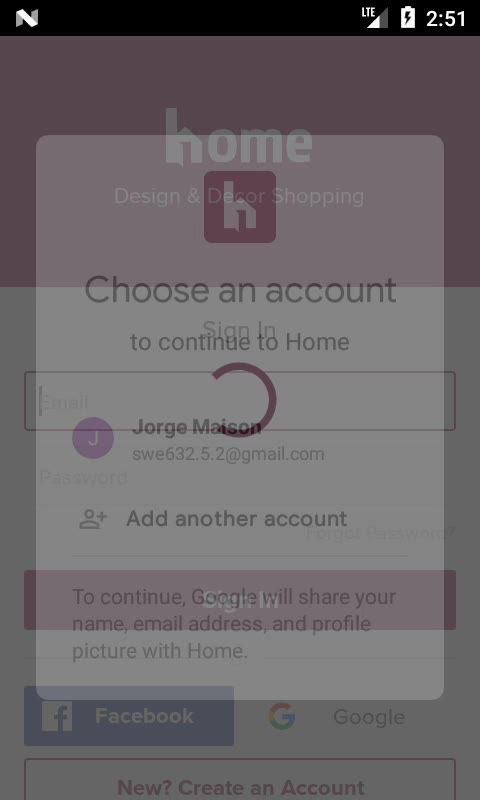 LTE 2:51
home
Design & Decor Shopping
h
Choose an account
Sign In
to continue to Home
Email
Jorge Maison
J
swe632.5.2@gmail.com
Password
Add another account
Forgot Password?
To continue, Google will share your
Sign In
name, email address, and profile
picture with Home.
Facebook
Google
New? Create an Account